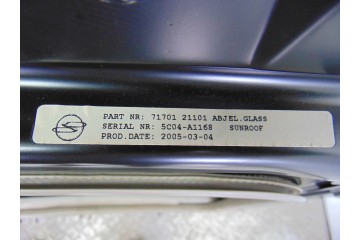 PART NR: 71701 21101 ABJEL.GLASS
SERIAL NR: 5C04-A1168 SUNROOF
PROD.DATE: 2005-03-04